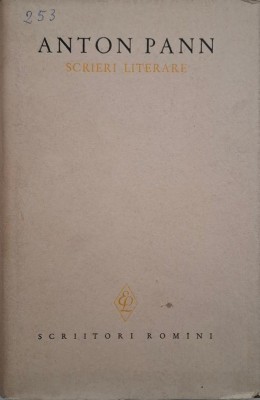 253
ANTON PANN
SCRIERI LITERARE
SCRIITORI ROMÎNI